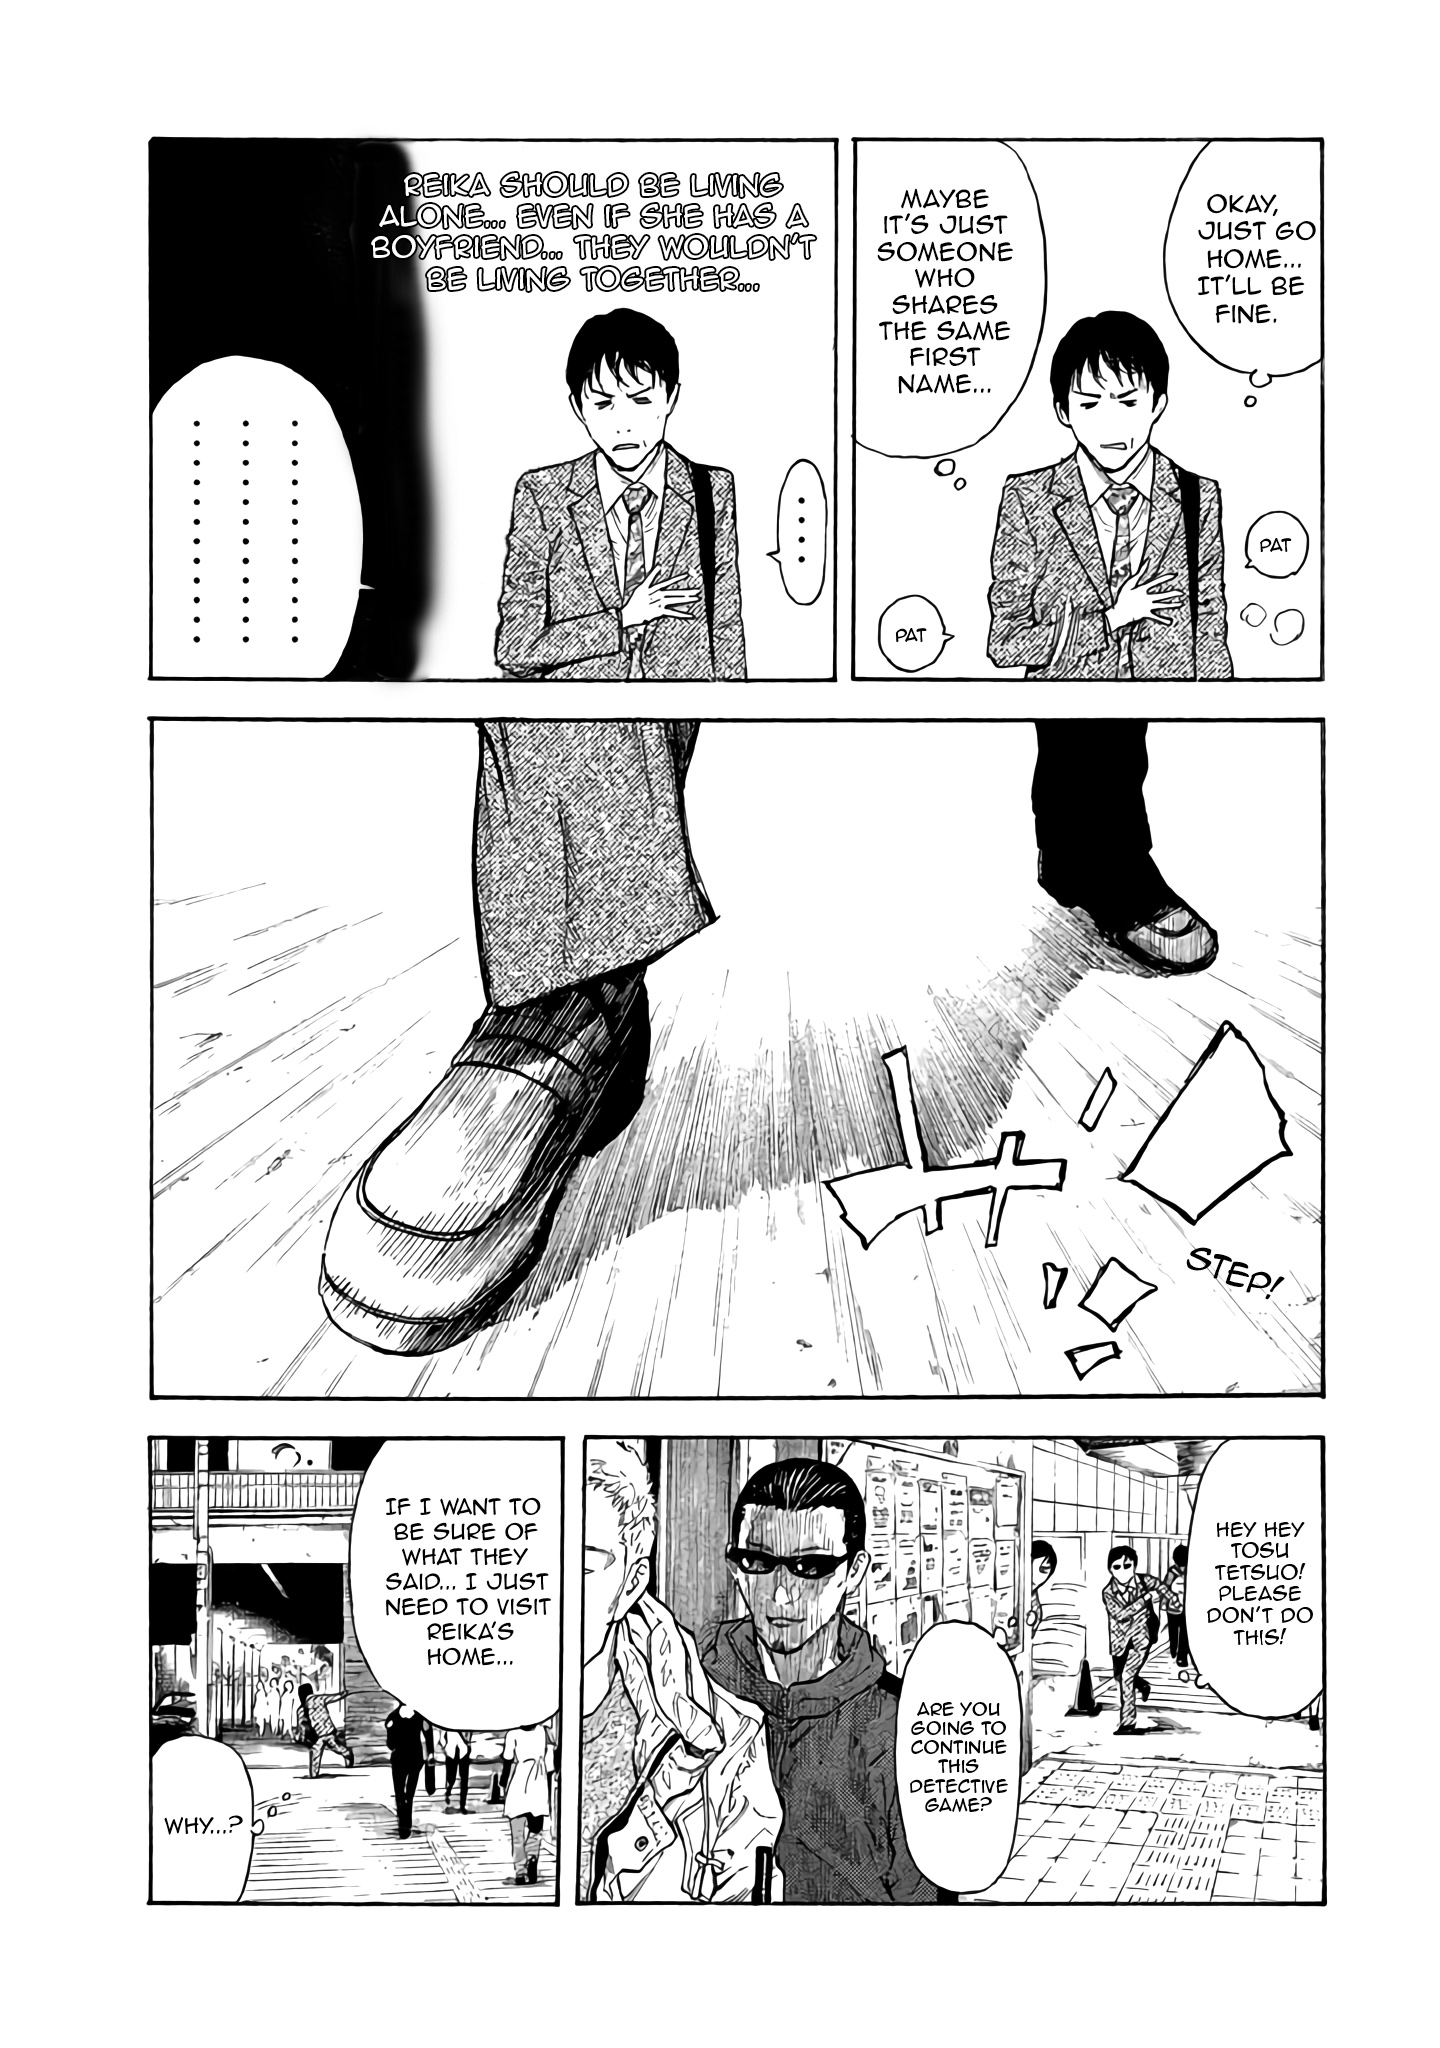 OKAY,
JUST GO
HOME...
IT'LL BE
FINE.
MAYBE
IT'S JUST
SOMEONE
WHO
SHARES
THE SAME
FIRST
NAME...
PAT
PAT
REIKA SHOULD BE LIVING
ALONE... EVEN IF SHE HAS A
BOYFRIEND... THEY WOULDN'T
BE LIVING TOGETHER...
....
STEP!
HEY HEY
TOSU
TETSUO!
PLEASE
DON'T DO
THIS!
ARE YOU
GOING TO
CONTINUE
THIS
DETECTIVE
GAME?
IF I WANT TO
BE SURE OF
WHAT THEY
SAID... I JUST
NEED TO VISIT
REIKA'S
HOME...
WHY...?